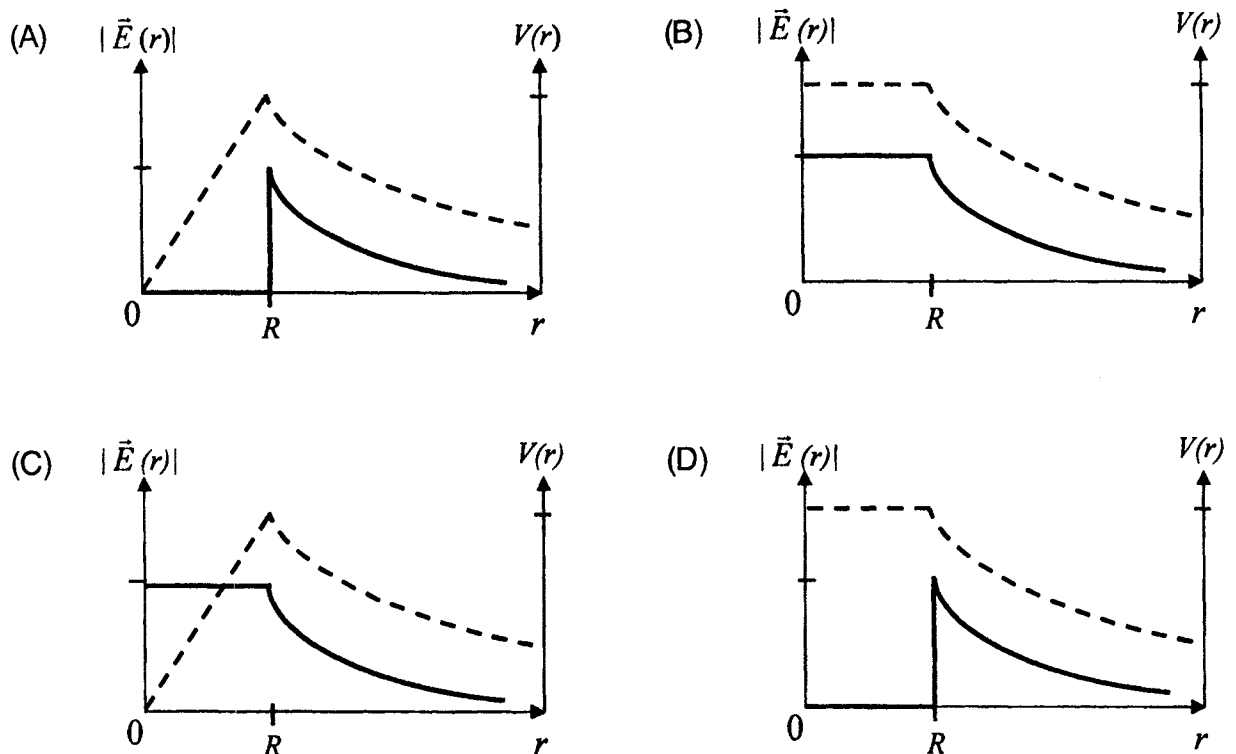 (A) |E⃗(r)| V(r)
0 R r
(B) |E⃗(r)| V(r)
0 R r
(C) |E⃗(r)| V(r)
0 R r
(D) |E⃗(r)| V(r)
0 R r